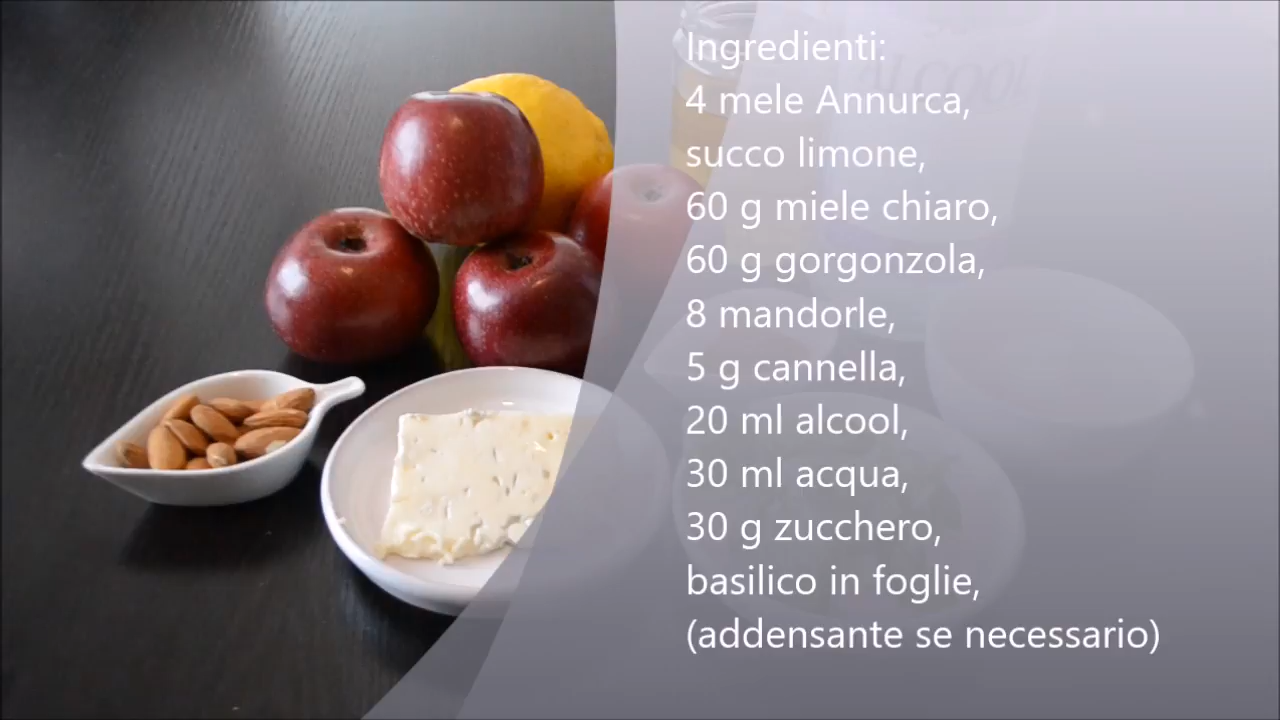 Ingredienti:
4 mele Annurca,
succo limone,
60 g miele chiaro,
60 g gorgonzola,
8 mandorle,
5 g cannella,
20 ml alcool,
30 ml acqua,
30 g zucchero,
basilico in foglie,
(addensante se necessario)
ALCOOL